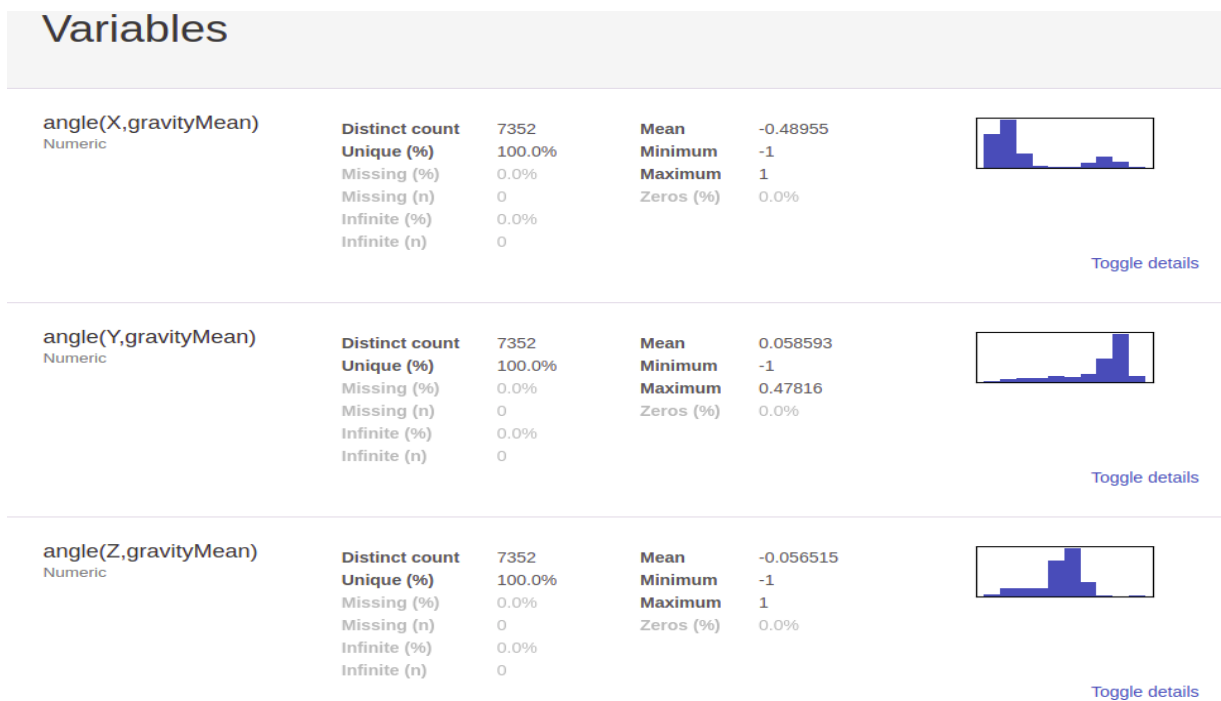 Variables
angle(X,gravityMean)
Numeric
Distinct count 7352
Unique (%) 100.0%
Missing (%) 0.0%
Missing (n) 0
Infinite (%) 0.0%
Infinite (n) 0
Mean -0.48955
Minimum -1
Maximum 1
Zeros (%) 0.0%
Toggle details
angle(Y,gravityMean)
Numeric
Distinct count 7352
Unique (%) 100.0%
Missing (%) 0.0%
Missing (n) 0
Infinite (%) 0.0%
Infinite (n) 0
Mean 0.058593
Minimum -1
Maximum 0.47816
Zeros (%) 0.0%
Toggle details
angle(Z,gravityMean)
Numeric
Distinct count 7352
Unique (%) 100.0%
Missing (%) 0.0%
Missing (n) 0
Infinite (%) 0.0%
Infinite (n) 0
Mean -0.056515
Minimum -1
Maximum 1
Zeros (%) 0.0%
Toggle details